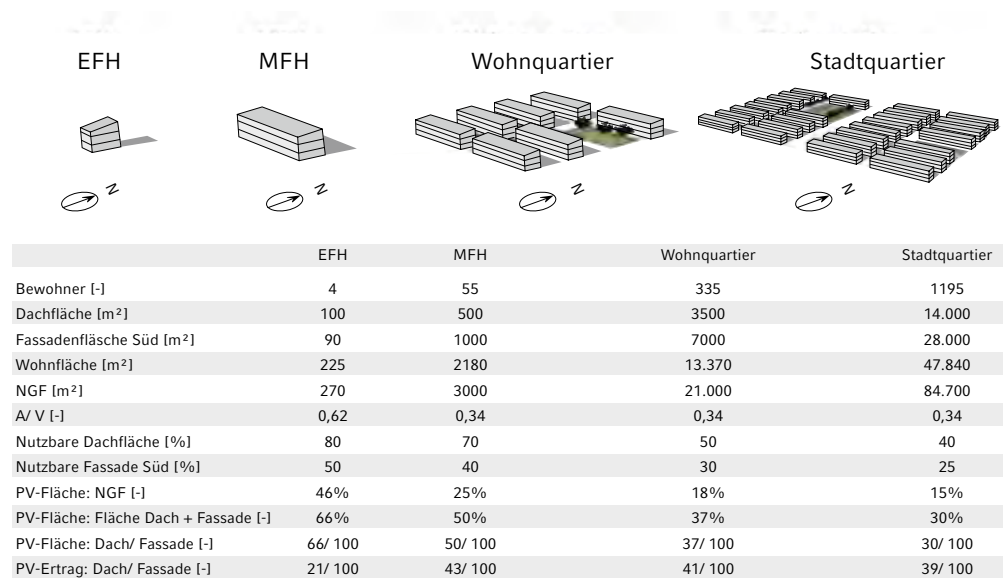 EFH MFH Wohnquartier Stadtquartier
N N N N
EFH MFH Wohnquartier Stadtquartier
Bewohner [-] 4 55 335 1195
Dachfläche [m²] 100 500 3500 14.000
Fassadenfläsche Süd [m²] 90 1000 7000 28.000
Wohnfläche [m²] 225 2180 13.370 47.840
NGF [m²] 270 3000 21.000 84.700
A/ V [-] 0,62 0,34 0,34 0,34
Nutzbare Dachfläche [%] 80 70 50 40
Nutzbare Fassade Süd [%] 50 40 30 25
PV-Fläche: NGF [-] 46% 25% 18% 15%
PV-Fläche: Fläche Dach + Fassade [-] 66% 50% 37% 30%
PV-Fläche: Dach/ Fassade [-] 66/ 100 50/ 100 37/ 100 30/ 100
PV-Ertrag: Dach/ Fassade [-] 21/ 100 43/ 100 41/ 100 39/ 100